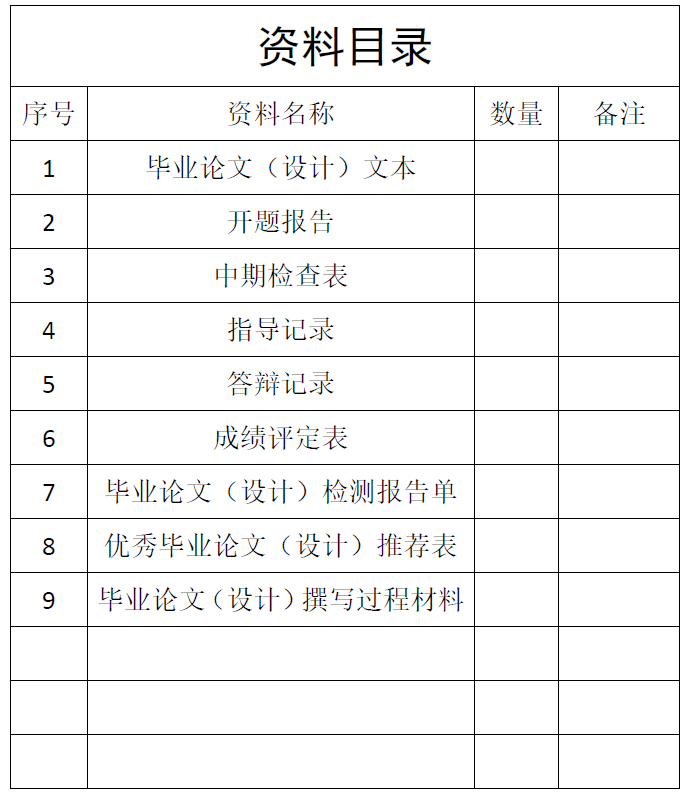 资料目录
序号 资料名称 数量 备注
1 毕业论文（设计）文本
2 开题报告
3 中期检查表
4 指导记录
5 答辩记录
6 成绩评定表
7 毕业论文（设计）检测报告单
8 优秀毕业论文（设计）推荐表
9 毕业论文（设计）撰写过程材料